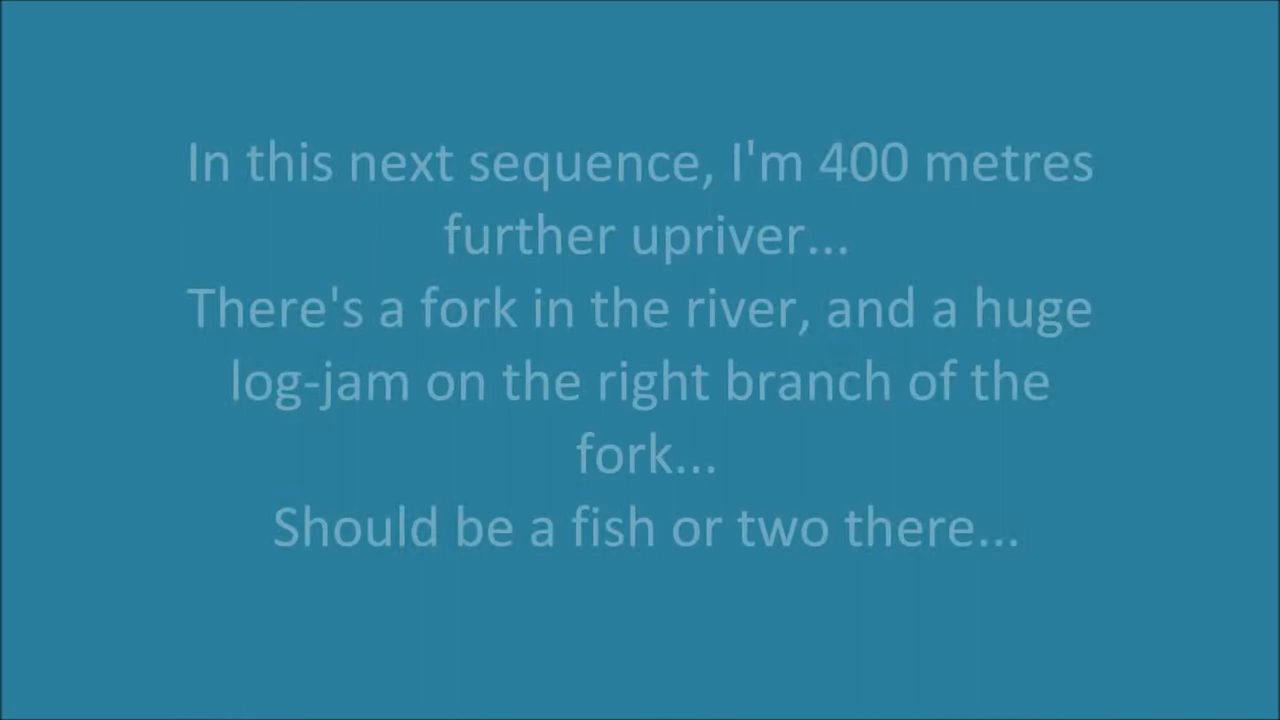 In this next sequence, I'm 400 metres
further upriver...
There's a fork in the river, and a huge
log-jam on the right branch of the
fork...
Should be a fish or two there...